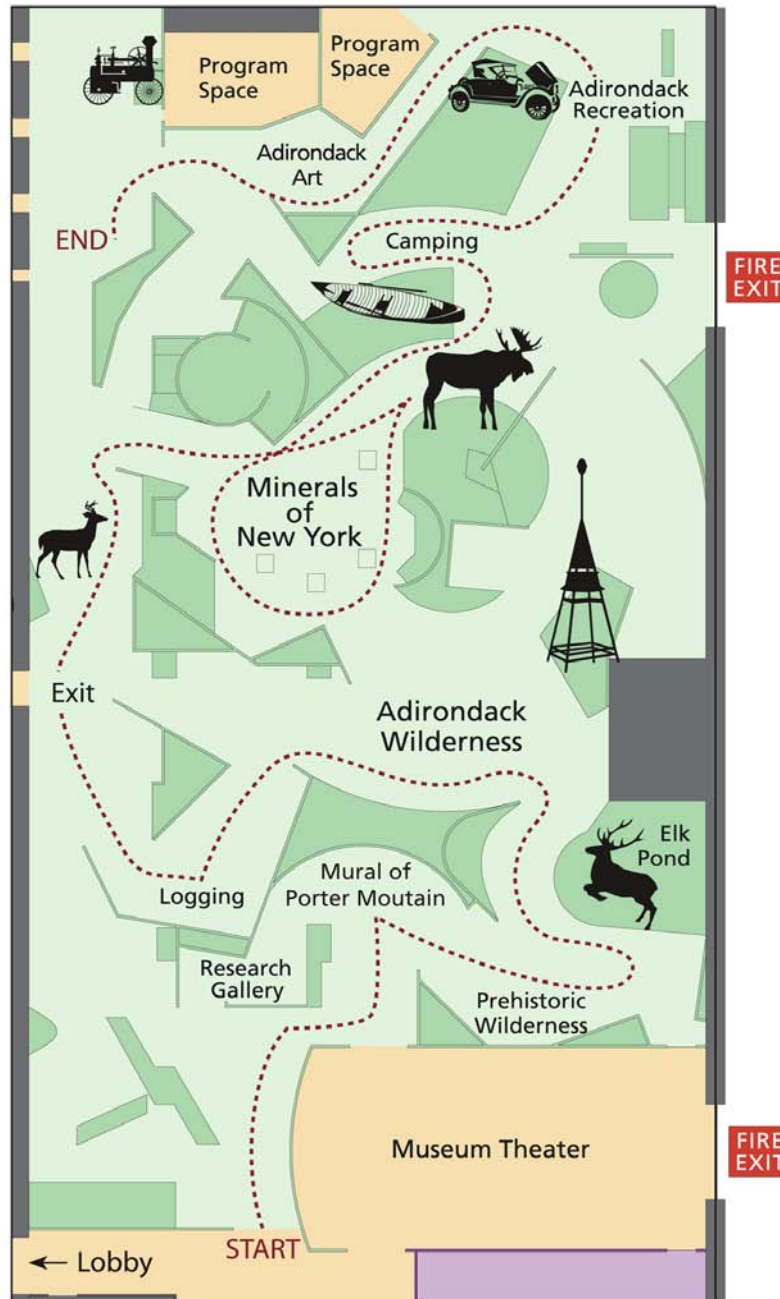 Program
Space
Program
Space
Adirondack
Recreation
Adirondack
Art
END
Camping
FIRE
EXIT
Minerals
of
New York
Exit
Adirondack
Wilderness
Elk
Pond
Mural of
Porter Moutain
Logging
Research
Gallery
Prehistoric
Wilderness
Museum Theater
FIRE
EXIT
START
← Lobby